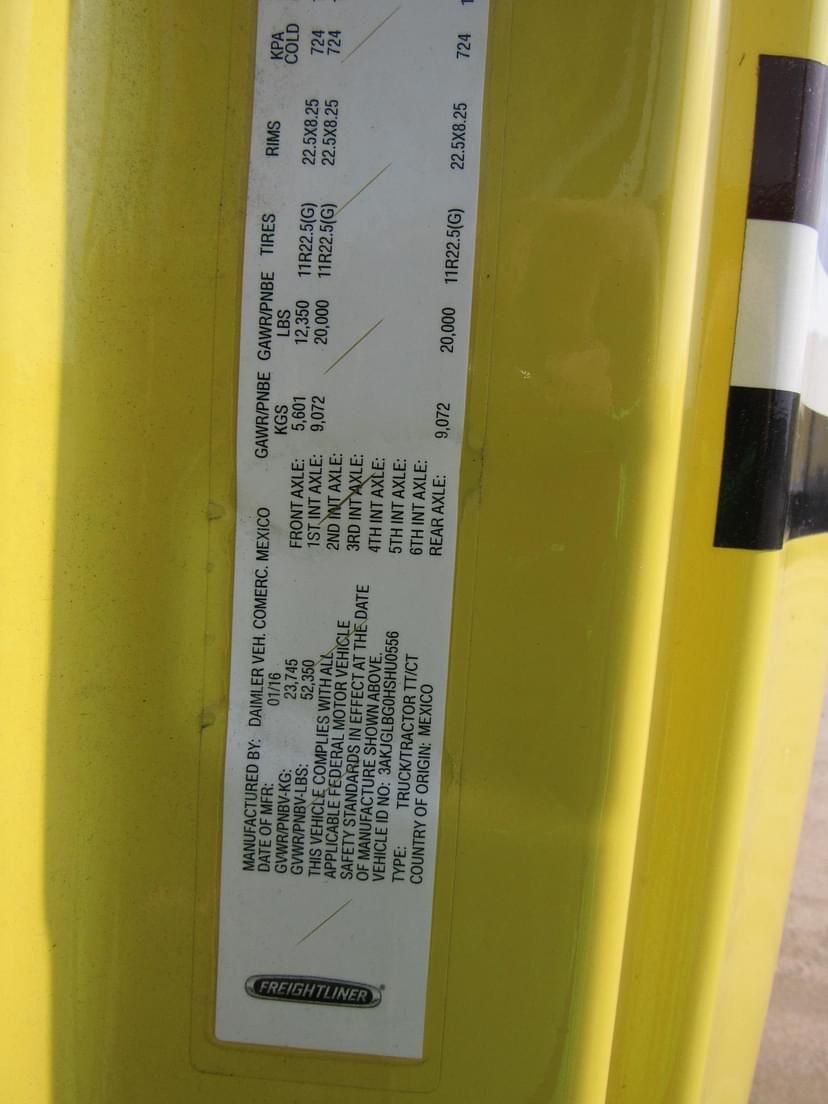 FREIGHTLINER
MANUFACTURED BY: DAIMLER VEH. COMERC. MEXICO
DATE OF MFR: 01/16
GVWR/PNBV-KG: 23,745
GVWR/PNBV-LBS: 52,350
THIS VEHICLE COMPLIES WITH ALL
APPLICABLE FEDERAL MOTOR VEHICLE
SAFETY STANDARDS IN EFFECT AT THE DATE
OF MANUFACTURE SHOWN ABOVE.
VEHICLE ID NO: 3AKJGLBG0HSHU0556
TYPE: TRUCK/TRACTOR TT/CT
COUNTRY OF ORIGIN: MEXICO
GAWR/PNBE GAWR/PNBE TIRES RIMS KPA
KGS LBS COLD
FRONT AXLE: 5,601 12,350 11R22.5(G) 22.5X8.25 724
1ST INT AXLE: 9,072 20,000 11R22.5(G) 22.5X8.25 724
2ND INT AXLE:
3RD INT AXLE:
4TH INT AXLE:
5TH INT AXLE:
6TH INT AXLE:
REAR AXLE: 9,072 20,000 11R22.5(G) 22.5X8.25 724